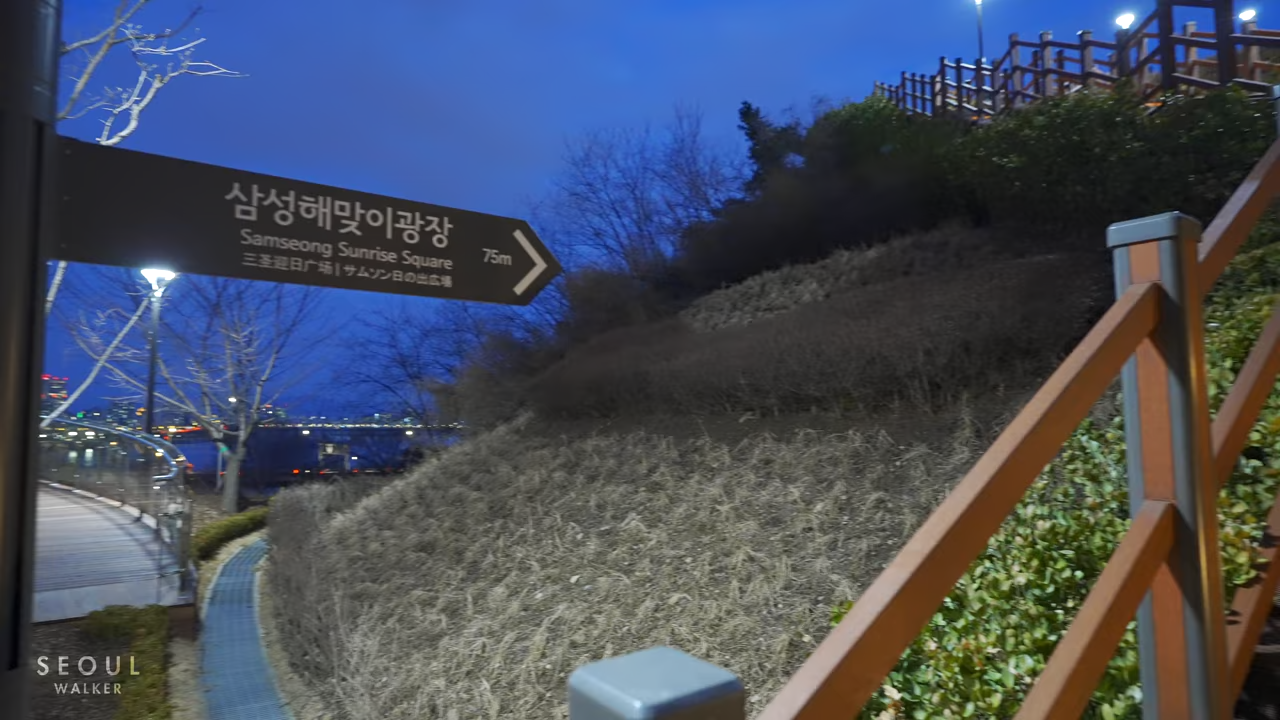 삼성해맞이광장
Samseong Sunrise Square
三圣迎日广场 | サムソン日の出広場
75m
SEOUL
WALKER